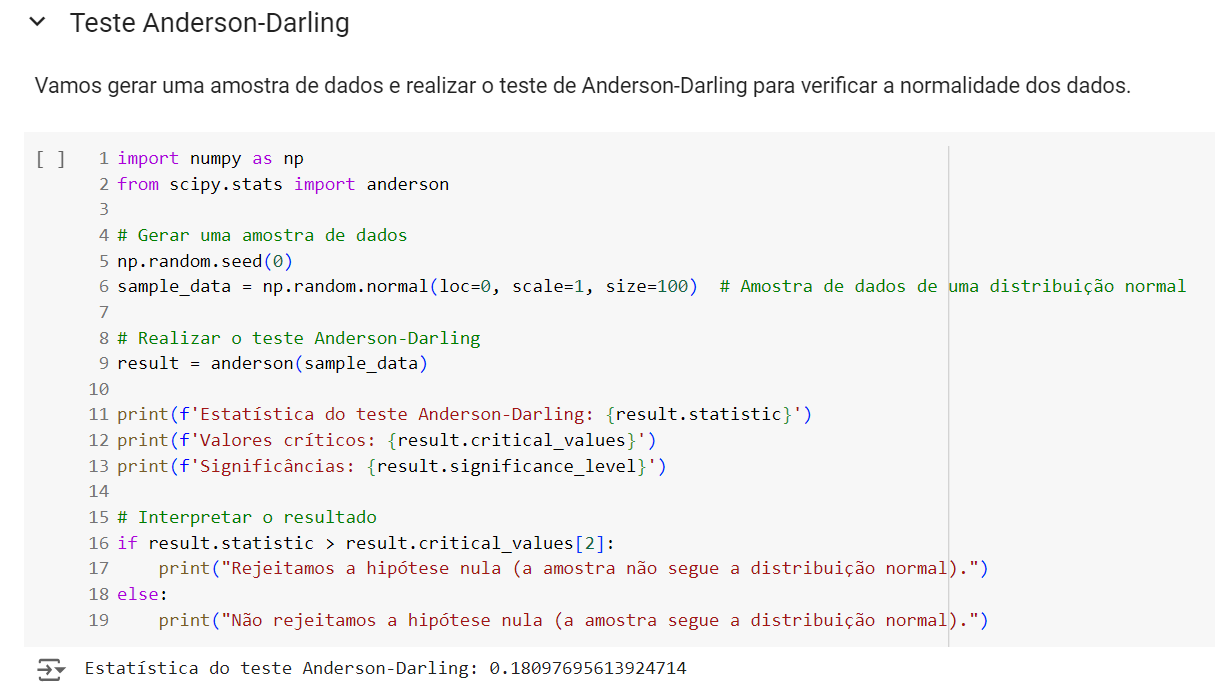 Teste Anderson-Darling
Vamos gerar uma amostra de dados e realizar o teste de Anderson-Darling para verificar a normalidade dos dados.
[ ] 1 import numpy as np
2 from scipy.stats import anderson
3
4 # Gerar uma amostra de dados
5 np.random.seed(0)
6 sample_data = np.random.normal(loc=0, scale=1, size=100)  # Amostra de dados de uma distribuição normal
7
8 # Realizar o teste Anderson-Darling
9 result = anderson(sample_data)
10
11 print(f'Estatística do teste Anderson-Darling: {result.statistic}')
12 print(f'Valores críticos: {result.critical_values}')
13 print(f'Significâncias: {result.significance_level}')
14
15 # Interpretar o resultado
16 if result.statistic > result.critical_values[2]:
17     print("Rejeitamos a hipótese nula (a amostra não segue a distribuição normal).")
18 else:
19     print("Não rejeitamos a hipótese nula (a amostra segue a distribuição normal).")
Estatística do teste Anderson-Darling: 0.18097695613924714